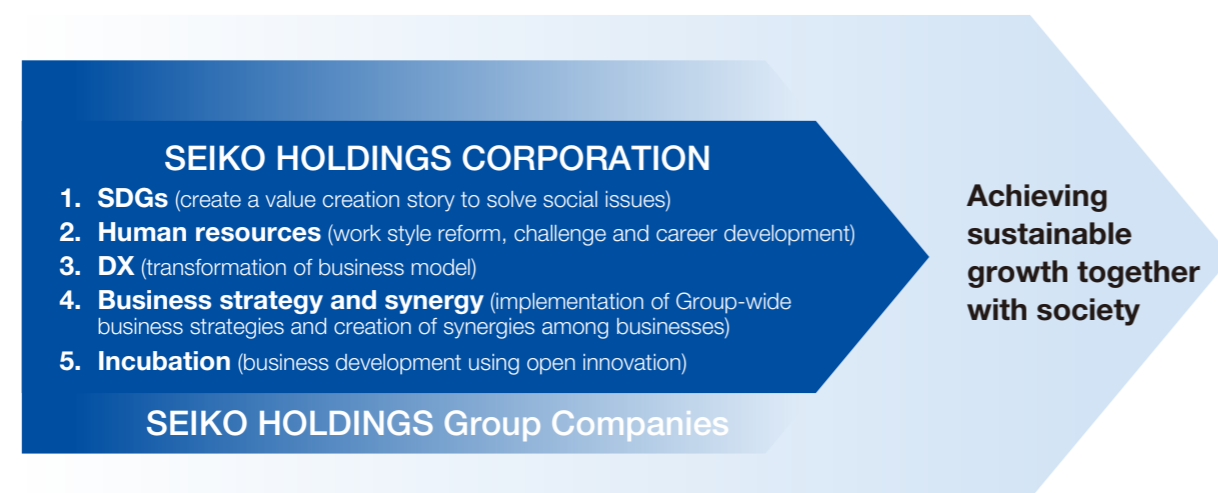 SEIKO HOLDINGS CORPORATION
1. SDGs (create a value creation story to solve social issues)
2. Human resources (work style reform, challenge and career development)
3. DX (transformation of business model)
4. Business strategy and synergy (implementation of Group-wide
business strategies and creation of synergies among businesses)
5. Incubation (business development using open innovation)
SEIKO HOLDINGS Group Companies
Achieving
sustainable
growth together
with society